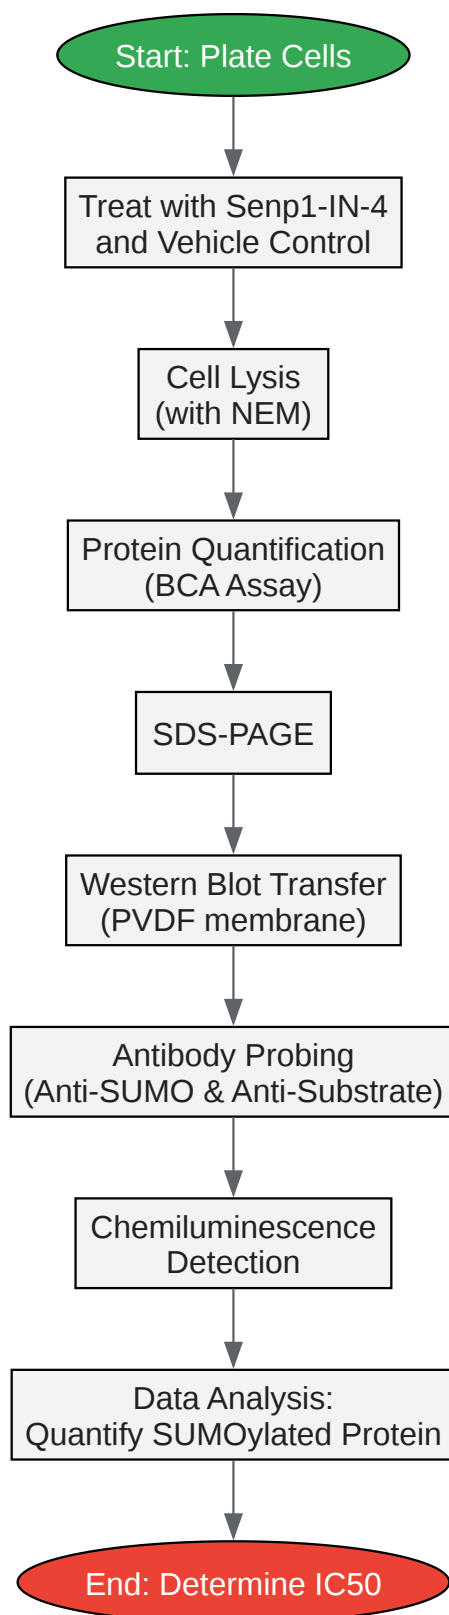 Start: Plate Cells
Treat with Senp1-IN-4
and Vehicle Control
Cell Lysis
(with NEM)
Protein Quantification
(BCA Assay)
SDS-PAGE
Western Blot Transfer
(PVDF membrane)
Antibody Probing
(Anti-SUMO & Anti-Substrate)
Chemiluminescence
Detection
Data Analysis:
Quantify SUMOylated Protein
End: Determine IC50